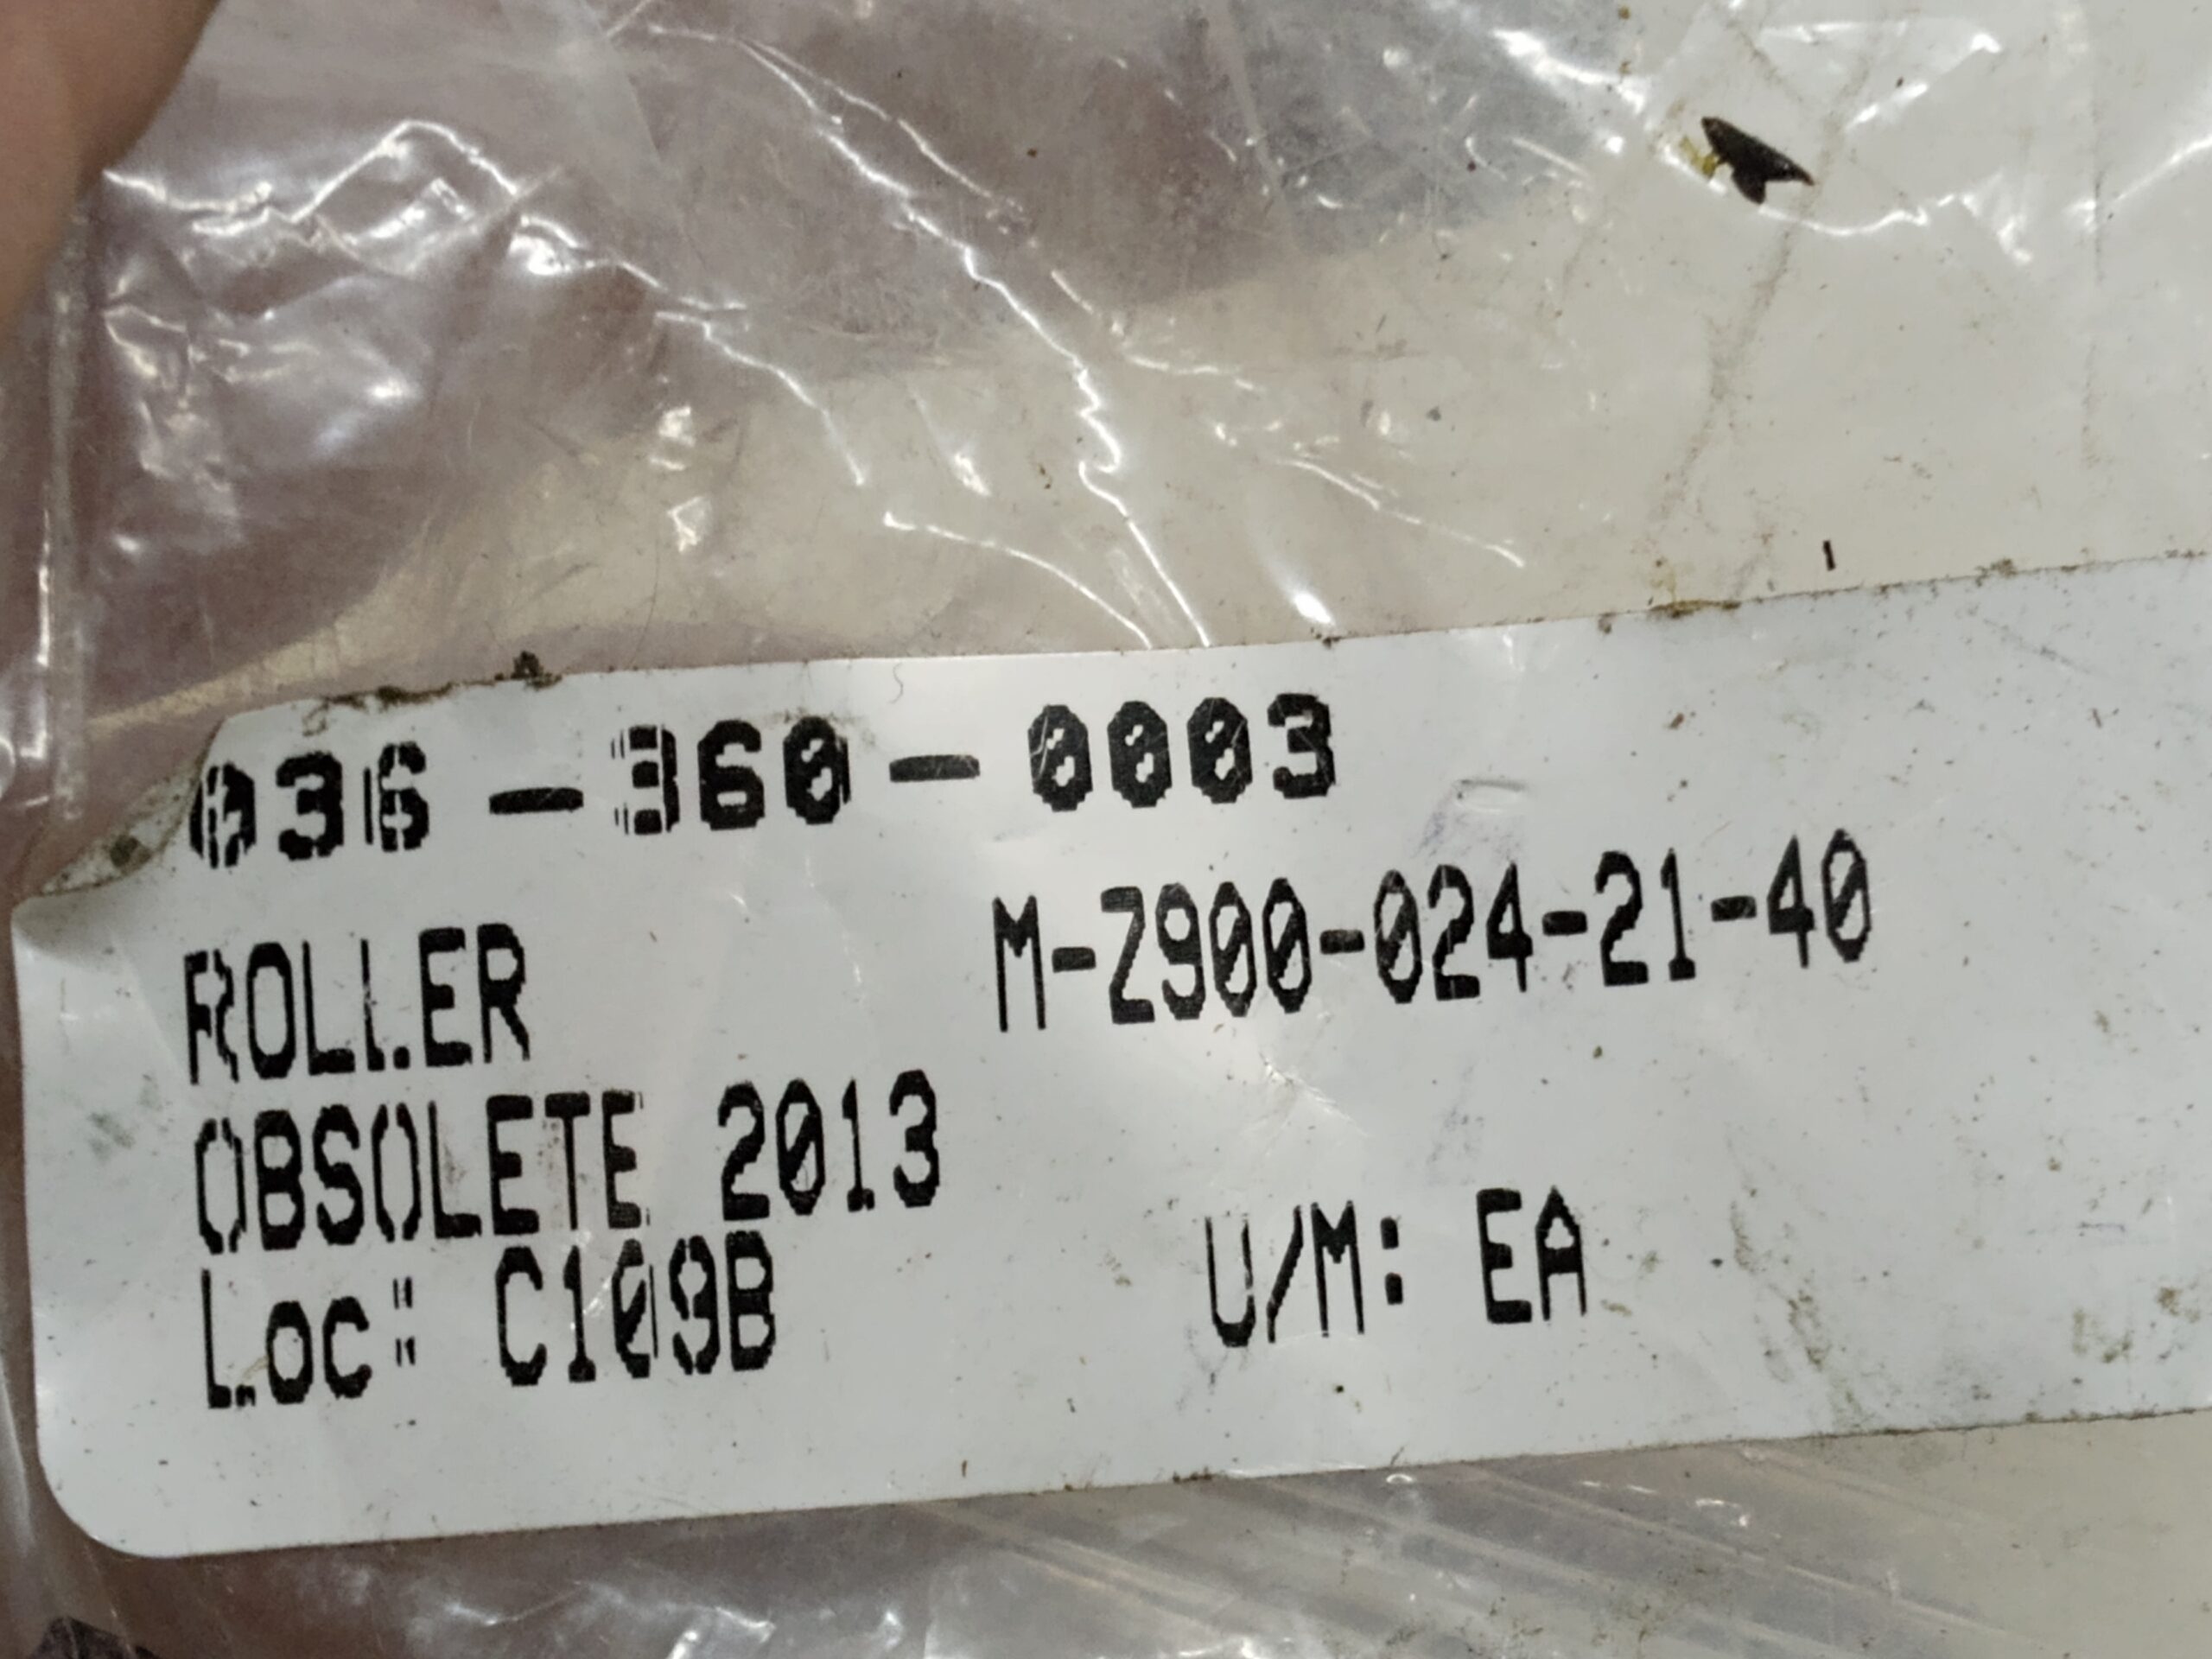 036-360-0003
ROLLER M-Z900-024-21-40
OBSOLETE 2013
Loc: C109B U/M: EA